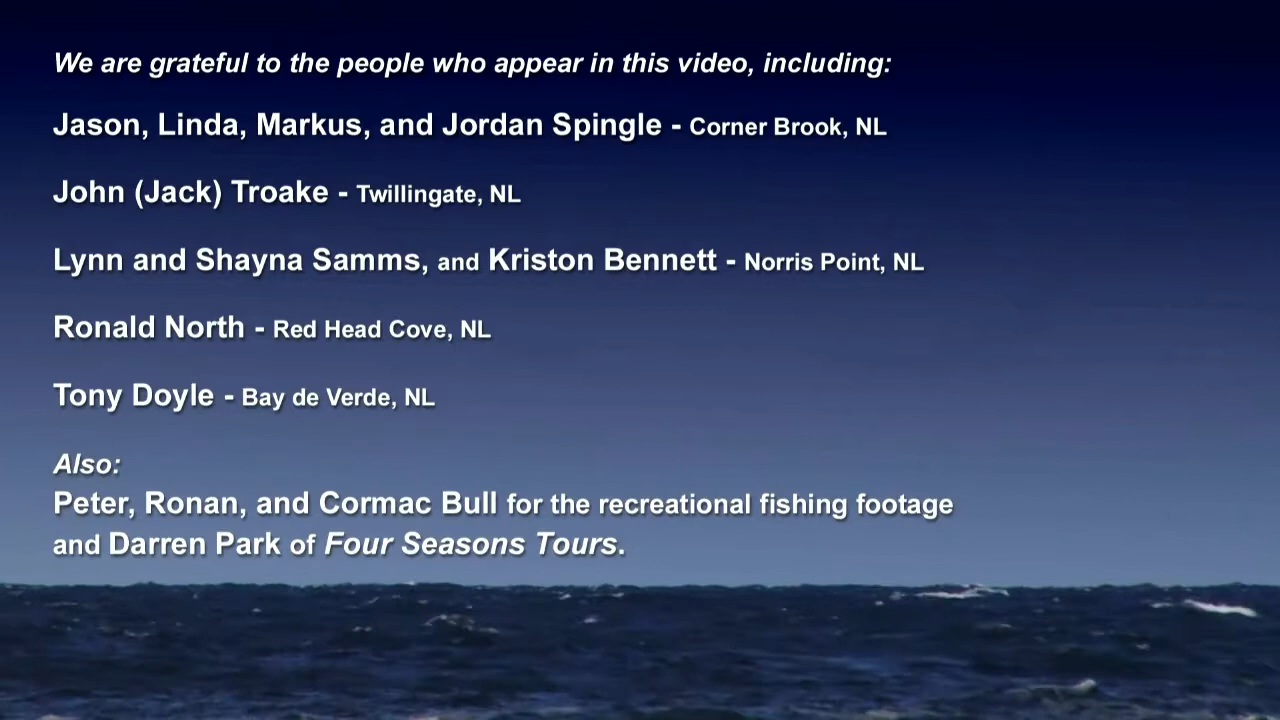 We are grateful to the people who appear in this video, including:
Jason, Linda, Markus, and Jordan Spingle - Corner Brook, NL
John (Jack) Troake - Twillingate, NL
Lynn and Shayna Samms, and Kriston Bennett - Norris Point, NL
Ronald North - Red Head Cove, NL
Tony Doyle - Bay de Verde, NL
Also:
Peter, Ronan, and Cormac Bull for the recreational fishing footage
and Darren Park of Four Seasons Tours.